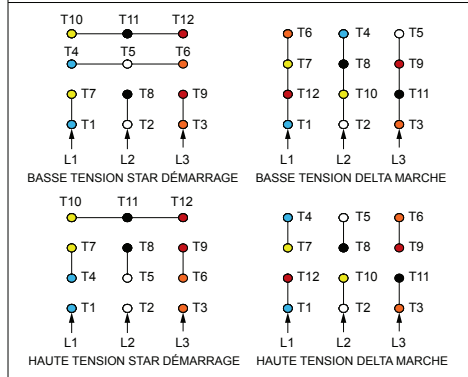 T10 T11 T12
T4 T5 T6
T7 T8 T9
T1 T2 T3
L1 L2 L3
BASSE TENSION STAR DÉMARRAGE
T6 T4 T5
T7 T8 T9
T12 T10 T11
T1 T2 T3
L1 L2 L3
BASSE TENSION DELTA MARCHE
T10 T11 T12
T7 T8 T9
T4 T5 T6
T1 T2 T3
L1 L2 L3
HAUTE TENSION STAR DÉMARRAGE
T4 T5 T6
T7 T8 T9
T12 T10 T11
T1 T2 T3
L1 L2 L3
HAUTE TENSION DELTA MARCHE